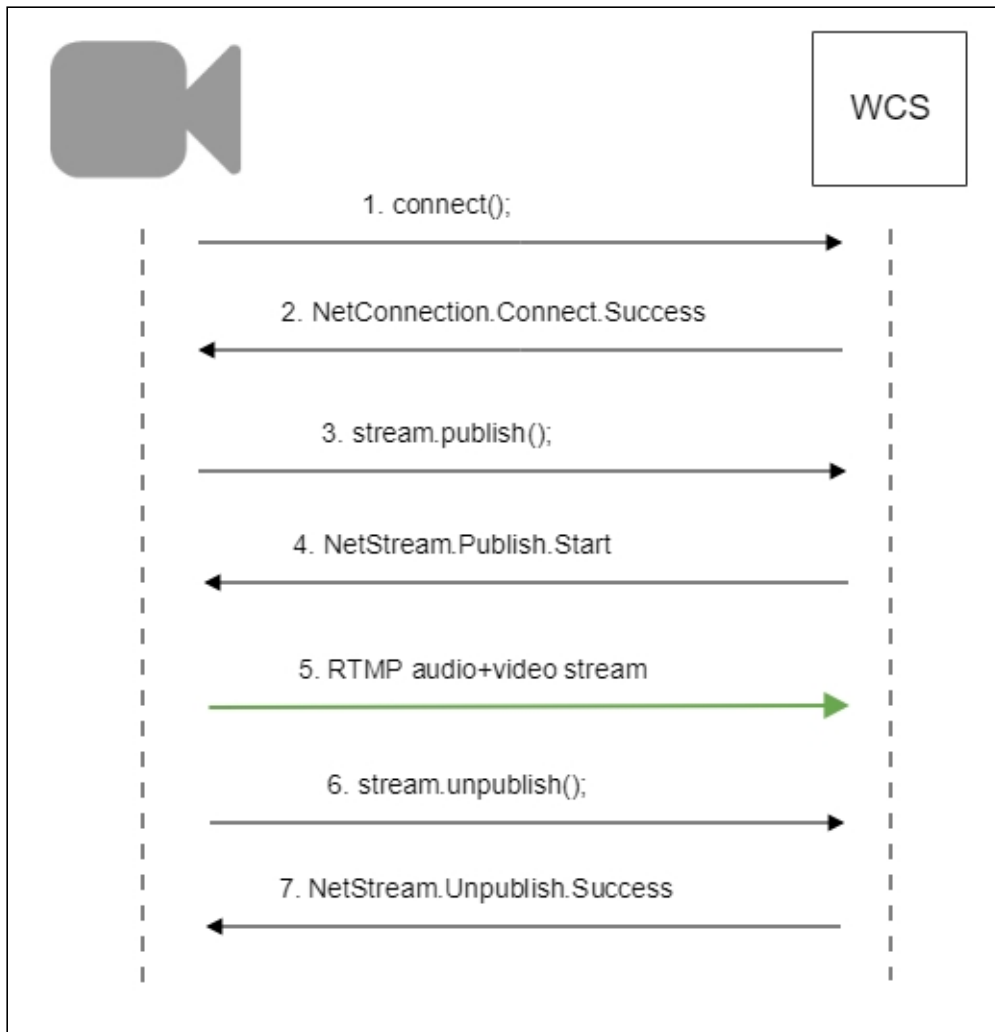 WCS
1. connect();
2. NetConnection.Connect.Success
3. stream.publish();
4. NetStream.Publish.Start
5. RTMP audio+video stream
6. stream.unpublish();
7. NetStream.Unpublish.Success